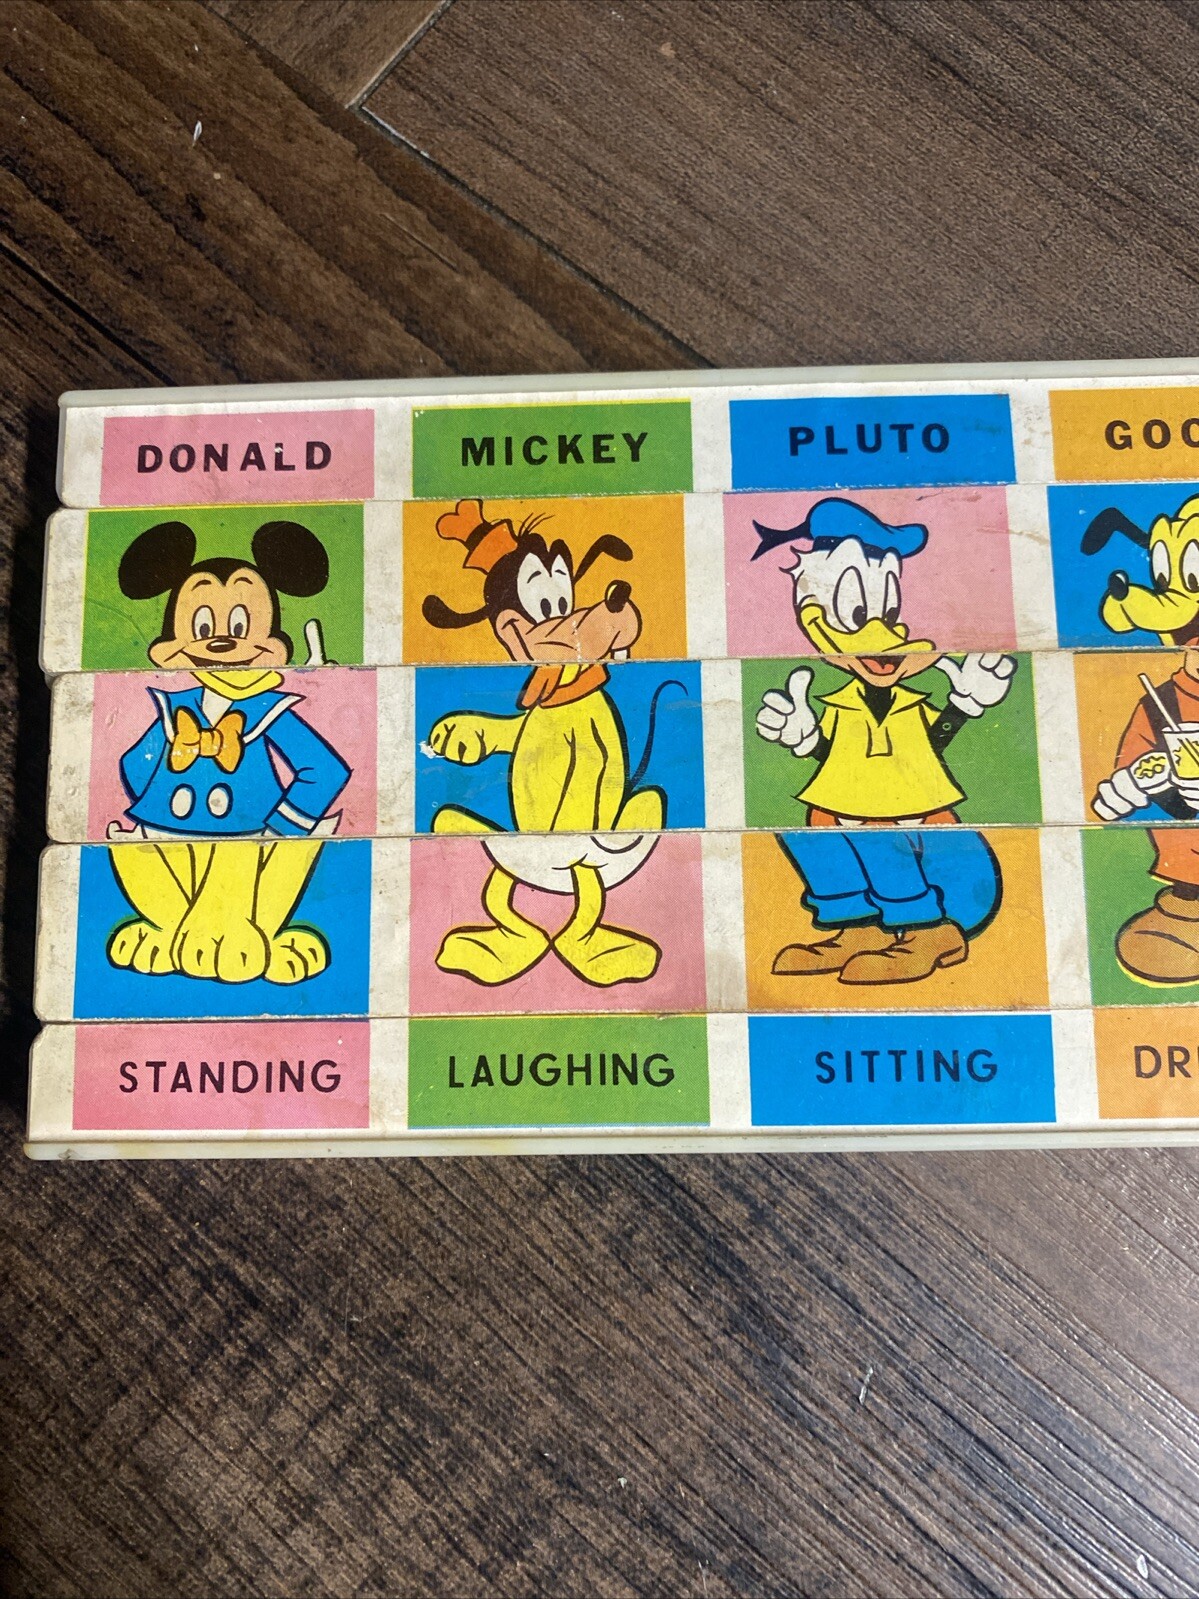 DONALD MICKEY PLUTO
STANDING LAUGHING SITTING